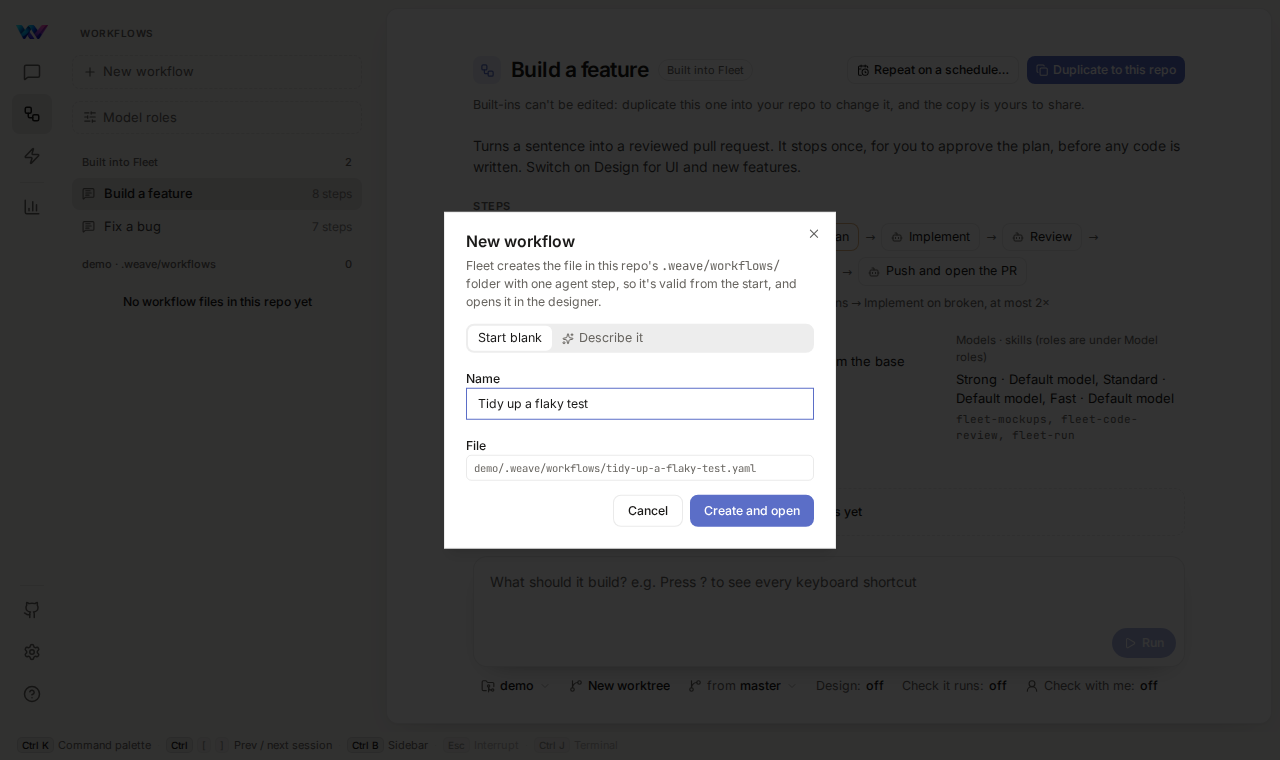 WORKFLOWS
New workflow
Model roles
Built into Fleet 2
Build a feature 8 steps
Fix a bug 7 steps
demo · .weave/workflows 0
No workflow files in this repo yet
Build a feature Built into Fleet Repeat on a schedule... Duplicate to this repo
Built-ins can't be edited: duplicate this one into your repo to change it, and the copy is yours to share.
Turns a sentence into a reviewed pull request. It stops once, for you to approve the plan, before any code is
written. Switch on Design for UI and new features.
STEPS
→ Implement → Review →
→ Push and open the PR
→ Implement on broken, at most 2×
the base
Models · skills (roles are under Model
roles)
Strong · Default model, Standard ·
Default model, Fast · Default model
fleet-mockups, fleet-code-
review, fleet-run
yet
New workflow
Fleet creates the file in this repo's .weave/workflows/
folder with one agent step, so it's valid from the start, and
opens it in the designer.
Start blank Describe it
Name
Tidy up a flaky test
File
demo/.weave/workflows/tidy-up-a-flaky-test.yaml
Cancel Create and open
What should it build? e.g. Press ? to see every keyboard shortcut
Run
demo New worktree from master Design: off Check it runs: off Check with me: off
Ctrl K Command palette Ctrl [ ] Prev / next session Ctrl B Sidebar Esc Interrupt Ctrl J Terminal